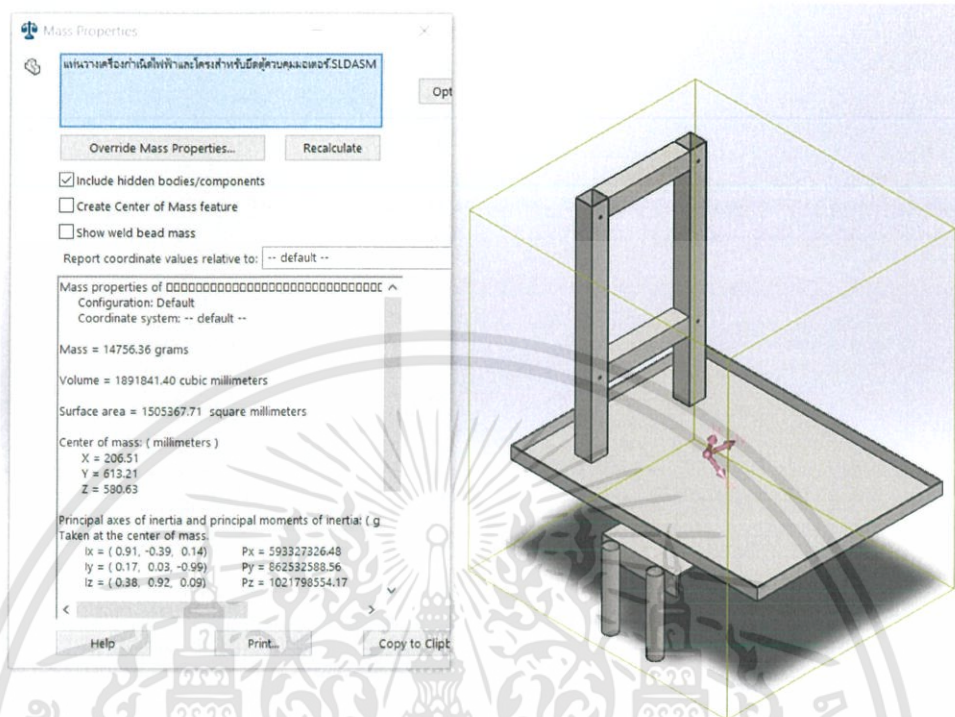 Mass Properties
แท่นวางเครื่องกำเนิดไฟฟ้าและโครงสำหรับยึดตู้ควบคุมมอเตอร์.SLDASM
Opt
Override Mass Properties...
Recalculate
Include hidden bodies/components
Create Center of Mass feature
Show weld bead mass
Report coordinate values relative to: -- default --
Mass properties of
Configuration: Default
Coordinate system: -- default --
Mass = 14756.36 grams
Volume = 1891841.40 cubic millimeters
Surface area = 1505367.71 square millimeters
Center of mass: ( millimeters )
X = 206.51
Y = 613.21
Z = 580.63
Principal axes of inertia and principal moments of inertia: ( g
Taken at the center of mass.
Ix = ( 0.91, -0.39, 0.14) Px = 593327326.48
Iy = ( 0.17, 0.03, -0.99) Py = 862532588.56
Iz = ( 0.38, 0.92, 0.09) Pz = 1021798554.17
Help
Print...
Copy to Clipb